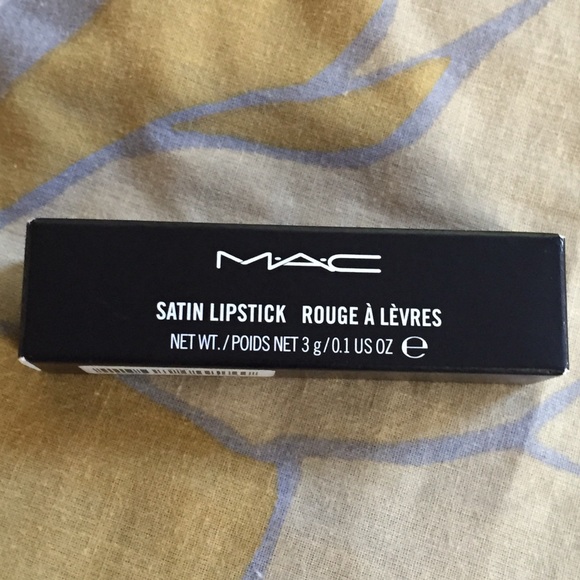 M·A·C
SATIN LIPSTICK ROUGE À LÈVRES
NET WT./POIDS NET 3 g/0.1 US OZ ℮